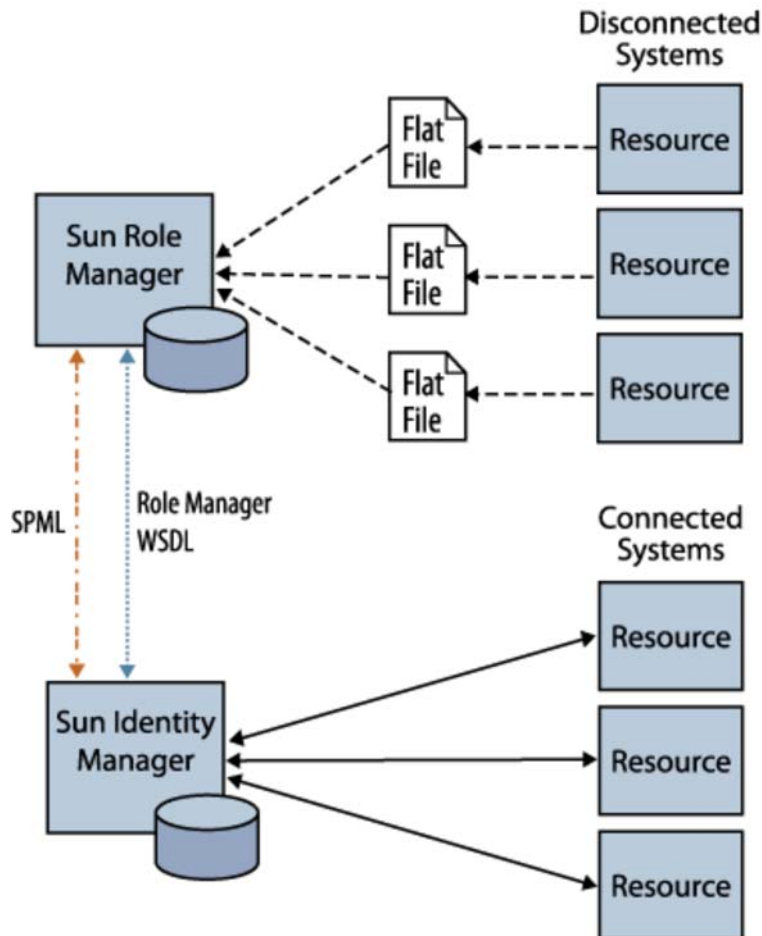 Disconnected
Systems
Flat
File
Resource
Sun Role
Manager
Flat
File
Resource
Flat
File
Resource
SPML
Role Manager
WSDL
Connected
Systems
Resource
Sun Identity
Manager
Resource
Resource